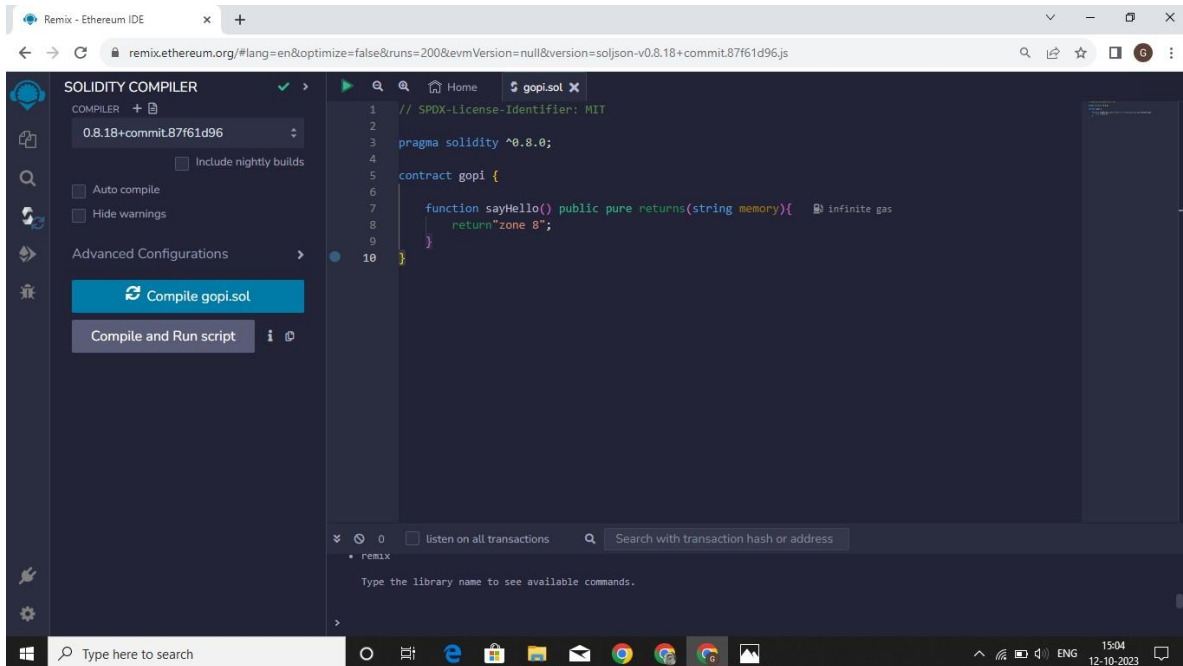 Remix - Ethereum IDE
remix.ethereum.org/#lang=en&optimize=false&runs=200&evmVersion=null&version=soljson-v0.8.18+commit.87f61d96.js
G
SOLIDITY COMPILER
COMPILER
0.8.18+commit.87f61d96
Include nightly builds
Auto compile
Hide warnings
Advanced Configurations
Compile gopi.sol
Compile and Run script
i
Home
gopi.sol
1 // SPDX-License-Identifier: MIT
2
3 pragma solidity ^0.8.0;
4
5 contract gopi {
6
7 function sayHello() public pure returns(string memory){ infinite gas
8 return"zone 8";
9 }
10 }
0 listen on all transactions Search with transaction hash or address
• remix
Type the library name to see available commands.
>
Type here to search
ENG
15:04
12-10-2023